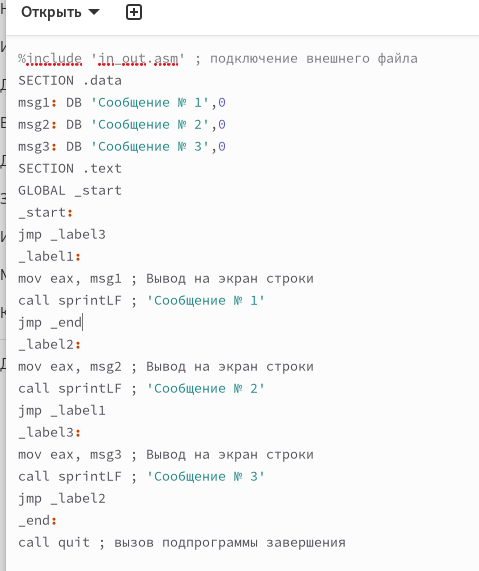 Открыть
%include 'in_out.asm' ; подключение внешнего файла
SECTION .data
msg1: DB 'Сообщение № 1',0
msg2: DB 'Сообщение № 2',0
msg3: DB 'Сообщение № 3',0
SECTION .text
GLOBAL _start
_start:
jmp _label3
_label1:
mov eax, msg1 ; Вывод на экран строки
call sprintLF ; 'Сообщение № 1'
jmp _end
_label2:
mov eax, msg2 ; Вывод на экран строки
call sprintLF ; 'Сообщение № 2'
jmp _label1
_label3:
mov eax, msg3 ; Вывод на экран строки
call sprintLF ; 'Сообщение № 3'
jmp _label2
_end:
call quit ; вызов подпрограммы завершения